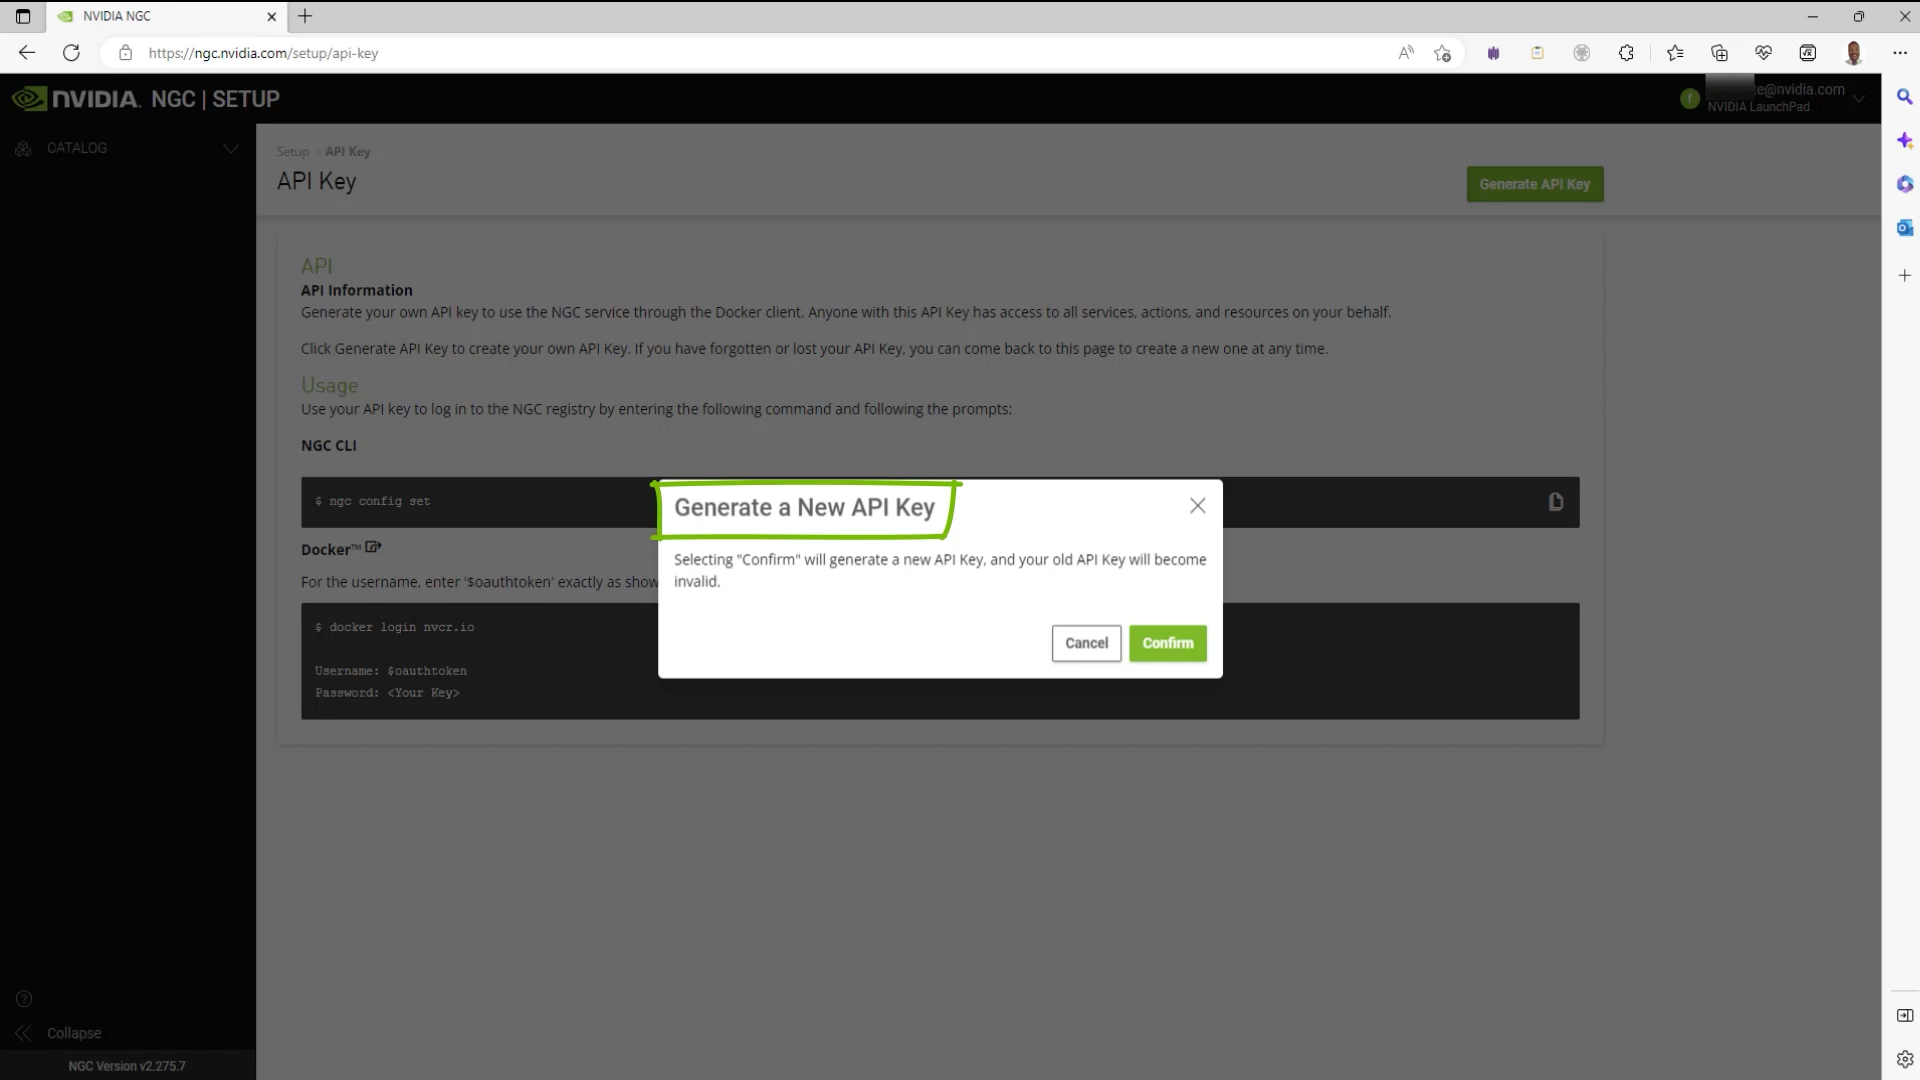 NVIDIA NGC
https://ngc.nvidia.com/setup/api-key
NVIDIA. NGC | SETUP
te@nvidia.com
NVIDIA LaunchPad
CATALOG
Setup › API Key
API Key
Generate API Key
API
API Information
Generate your own API key to use the NGC service through the Docker client. Anyone with this API Key has access to all services, actions, and resources on your behalf.
Click Generate API Key to create your own API Key. If you have forgotten or lost your API Key, you can come back to this page to create a new one at any time.
Usage
Use your API key to log in to the NGC registry by entering the following command and following the prompts:
NGC CLI
$ ngc config set
Docker™
For the username, enter '$oauthtoken' exactly as show
$ docker login nvcr.io
Username: $oauthtoken
Password: <Your Key>
Generate a New API Key
Selecting "Confirm" will generate a new API Key, and your old API Key will become
invalid.
Cancel
Confirm
Collapse
NGC Version v2.275.7